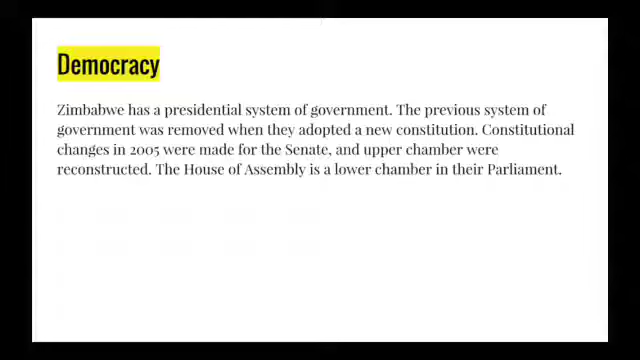 Democracy
Zimbabwe has a presidential system of government. The previous system of
government was removed when they adopted a new constitution. Constitutional
changes in 2005 were made for the Senate, and upper chamber were
reconstructed. The House of Assembly is a lower chamber in their Parliament.